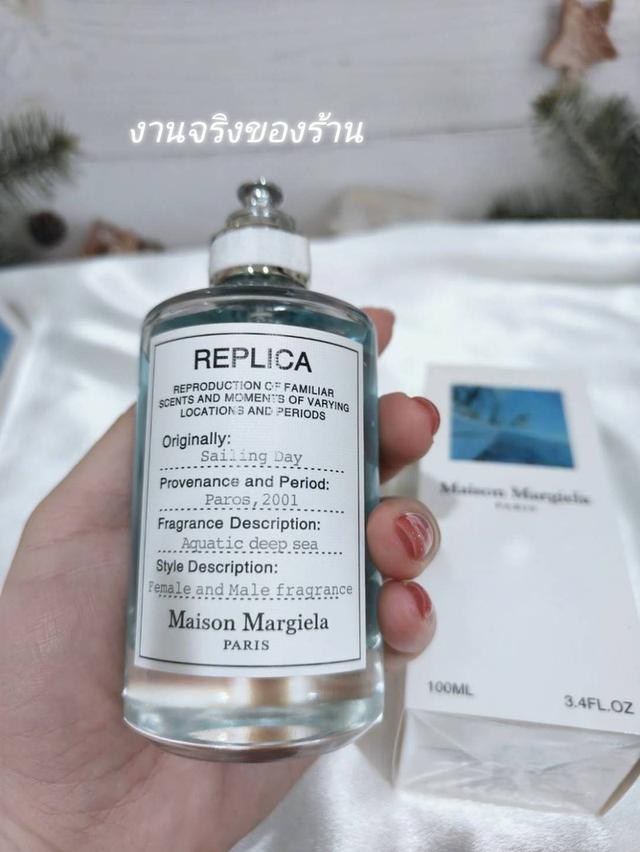 งานจริงของร้าน
REPLICA
REPRODUCTION OF FAMILIAR
SCENTS AND MOMENTS OF VARYING
LOCATIONS AND PERIODS
Originally:
Sailing Day
Provenance and Period:
Paros,2001
Fragrance Description:
Aquatic deep sea
Style Description:
Female and Male fragrance
Maison Margiela
PARIS
Maison Margiela
PARIS
100ML
3.4FL.OZ